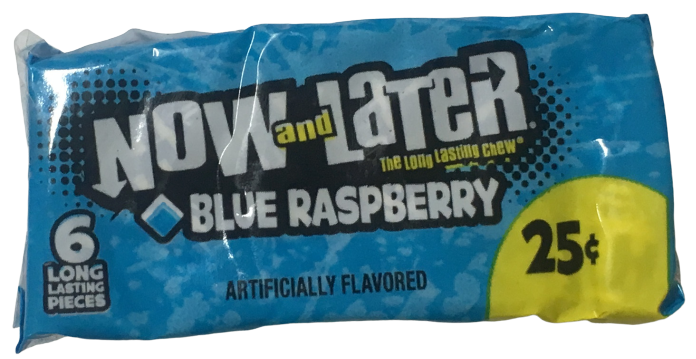 NOW and LATER
The Long Lasting Chew®
BLUE RASPBERRY
25¢
6
LONG
LASTING
PIECES
ARTIFICIALLY FLAVORED